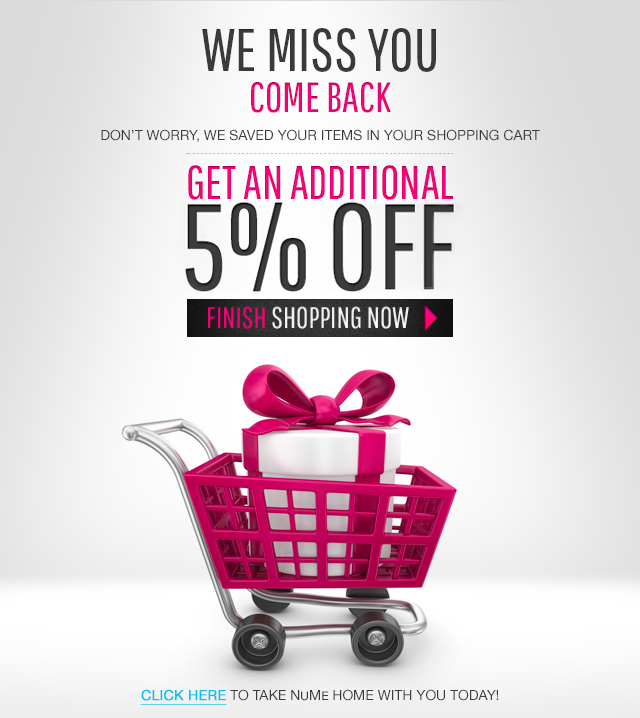 WE MISS YOU
COME BACK
DON'T WORRY, WE SAVED YOUR ITEMS IN YOUR SHOPPING CART
GET AN ADDITIONAL
5% OFF
FINISH SHOPPING NOW
CLICK HERE TO TAKE NuMe HOME WITH YOU TODAY!